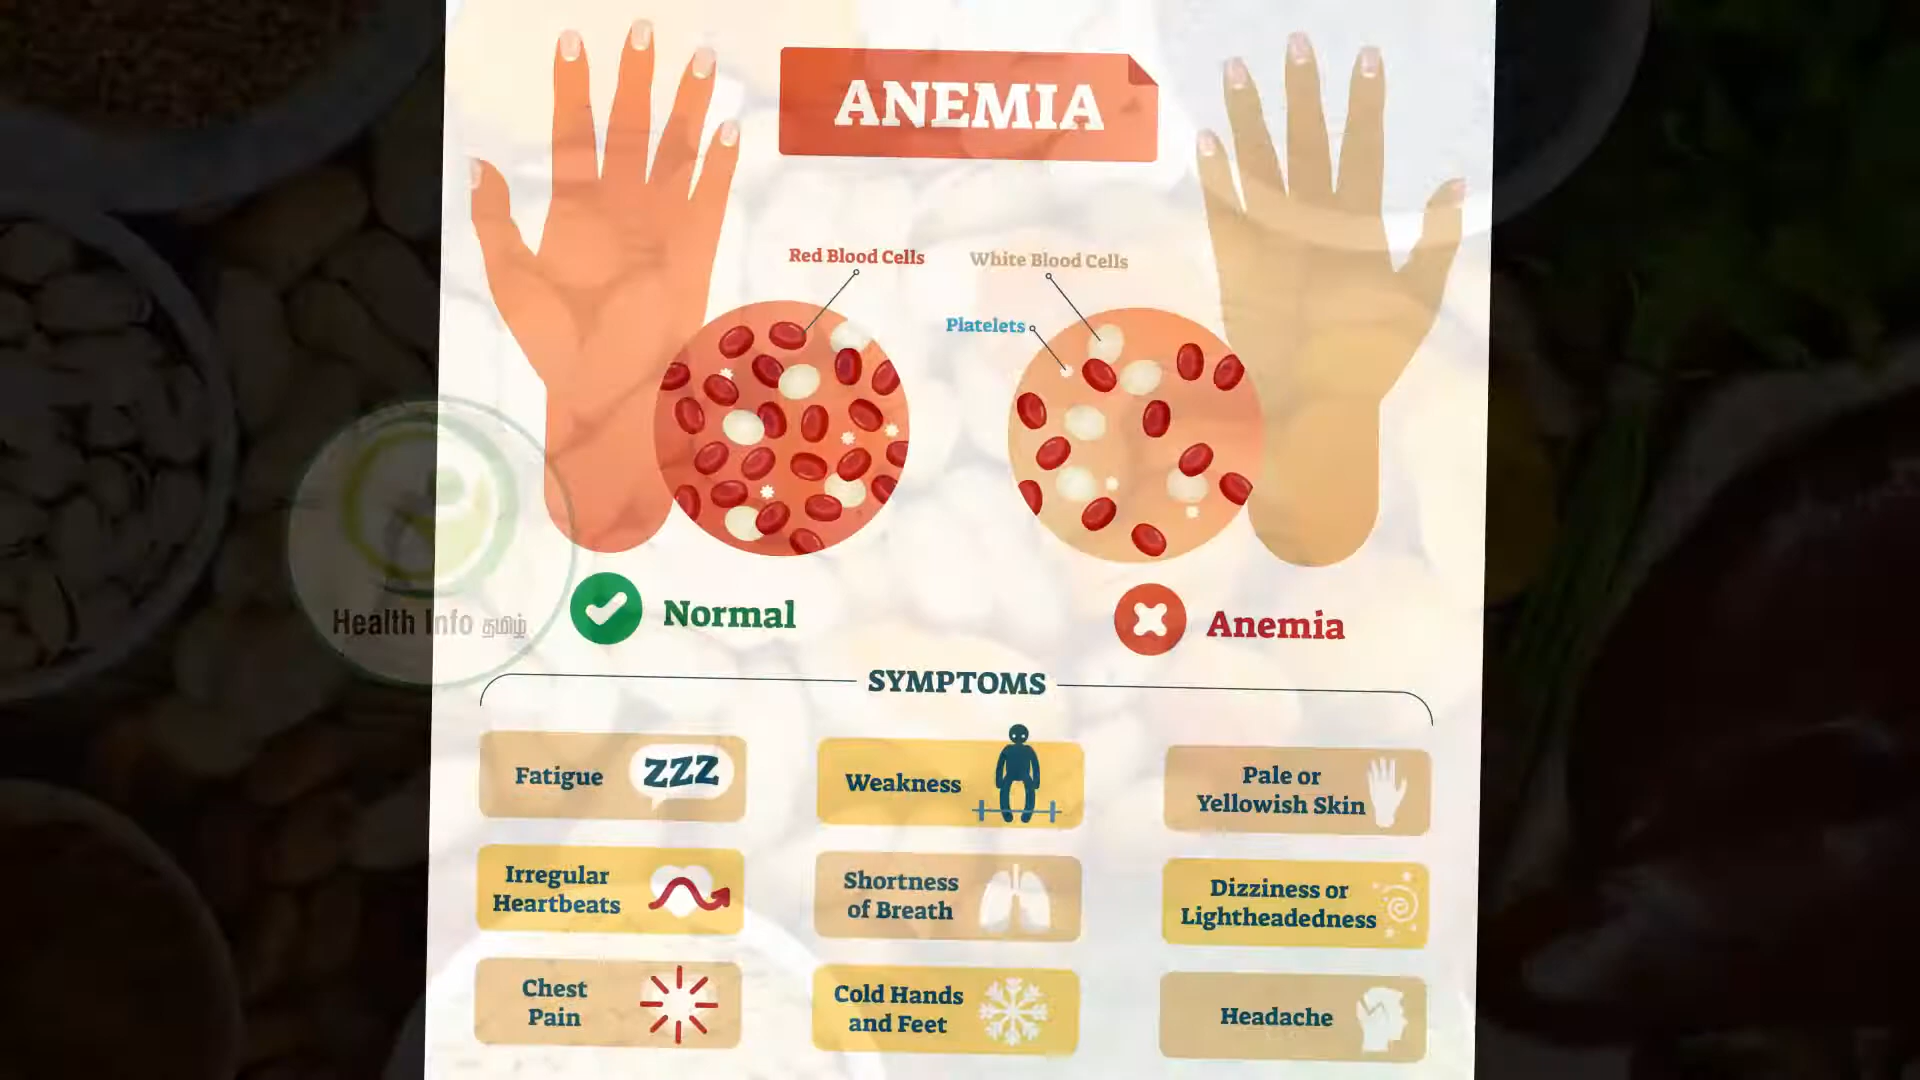 ANEMIA
Red Blood Cells
White Blood Cells
Platelets
Health Info தமிழ்
Normal
Anemia
SYMPTOMS
Fatigue
ZZZ
Weakness
Pale or
Yellowish Skin
Irregular
Heartbeats
Shortness
of Breath
Dizziness or
Lightheadedness
Chest
Pain
Cold Hands
and Feet
Headache